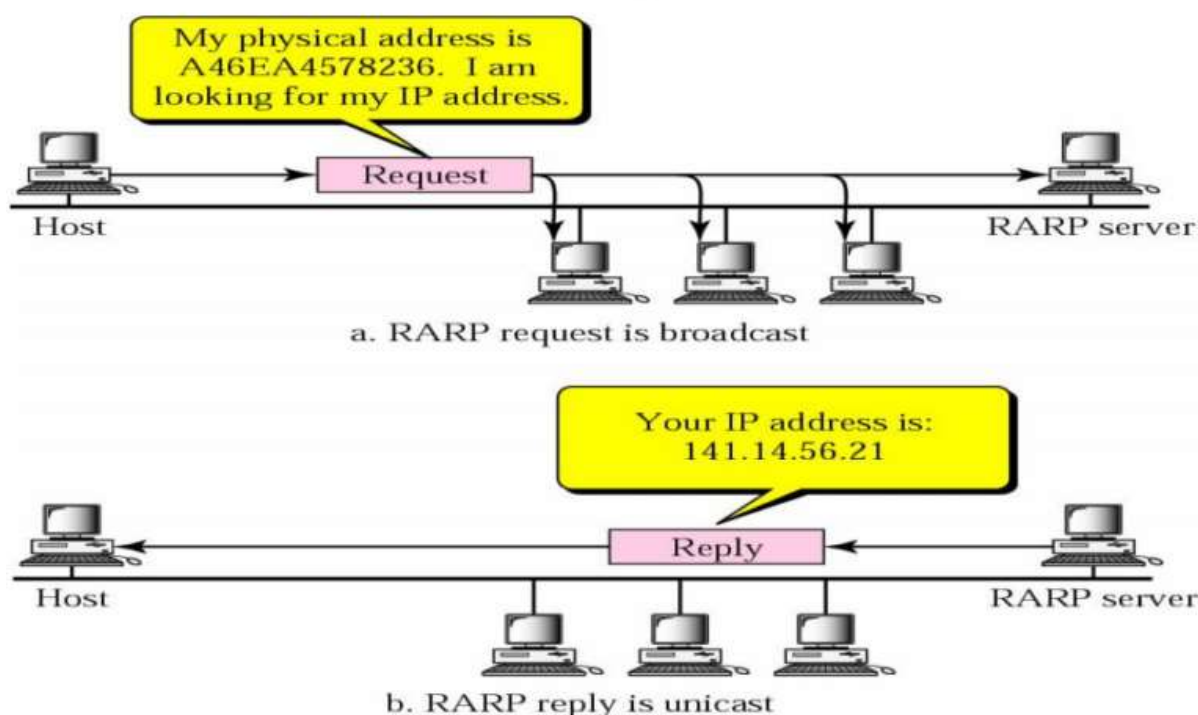 My physical address is
A46EA4578236. I am
looking for my IP address.
Request
Host
RARP server
a. RARP request is broadcast
Your IP address is:
141.14.56.21
Reply
Host
RARP server
b. RARP reply is unicast